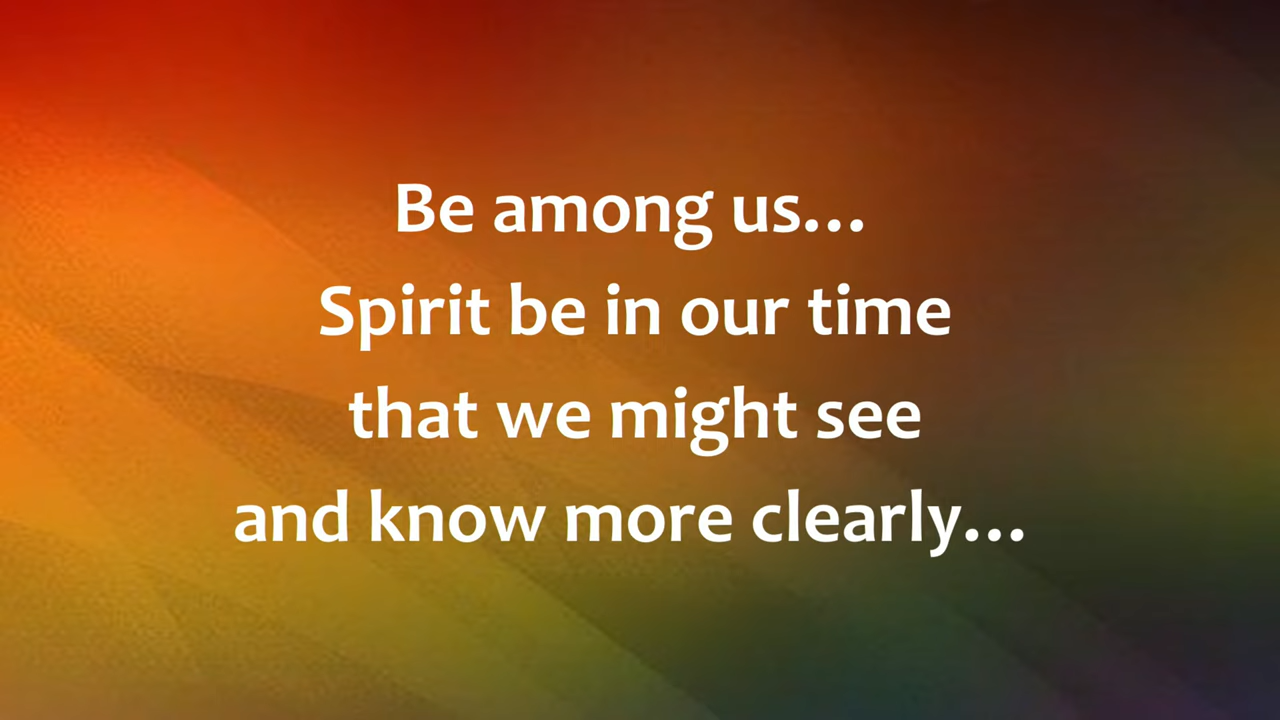 Be among us…
Spirit be in our time
that we might see
and know more clearly…